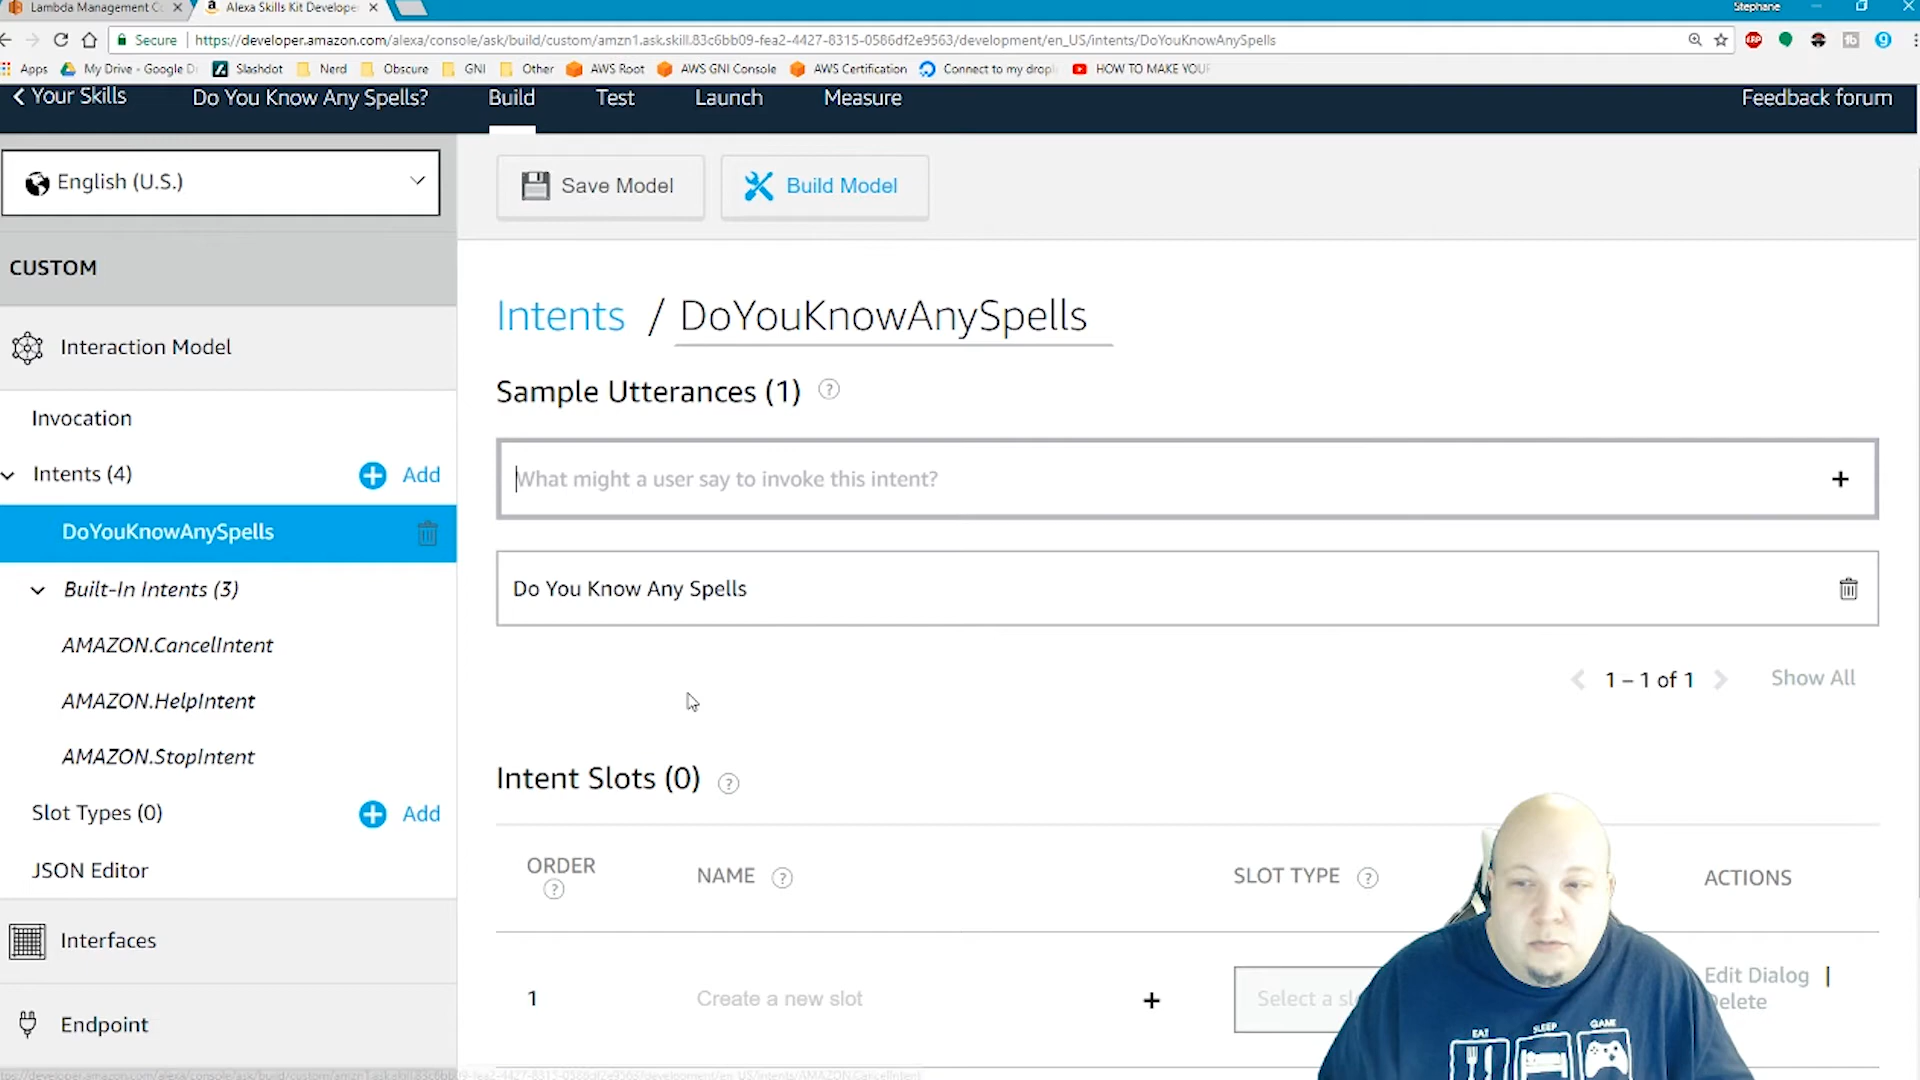 Lambda Management C
Alexa Skills Kit Develope
Stephane
Secure
https://developer.amazon.com/alexa/console/ask/build/custom/amzn1.ask.skill.83c6bb09-fea2-4427-8315-0586df2e9563/development/en_US/intents/DoYouKnowAnySpells
Apps My Drive - Google D Slashdot Nerd Obscure GNI Other AWS Root AWS GNI Console AWS Certification Connect to my drop HOW TO MAKE YOUR
Your Skills Do You Know Any Spells? Build Test Launch Measure Feedback forum
English (U.S.)
Save Model Build Model
CUSTOM
Interaction Model
Invocation
Intents (4) Add
DoYouKnowAnySpells
Built-In Intents (3)
AMAZON.CancelIntent
AMAZON.HelpIntent
AMAZON.StopIntent
Slot Types (0) Add
JSON Editor
Interfaces
Endpoint
Intents / DoYouKnowAnySpells
Sample Utterances (1) ?
What might a user say to invoke this intent? +
Do You Know Any Spells
< 1 – 1 of 1 > Show All
Intent Slots (0) ?
ORDER ? NAME ? SLOT TYPE ? ACTIONS
1 Create a new slot + Select a sl Edit Dialog |
elete
EAT SLEEP GAME